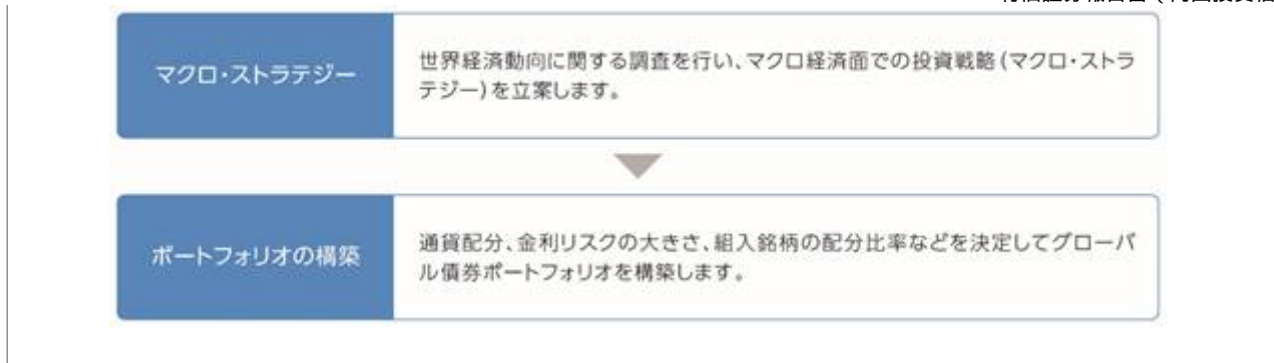 マクロ・ストラテジー
世界経済動向に関する調査を行い、マクロ経済面での投資戦略(マクロ・ストラ
テジー)を立案します。
ポートフォリオの構築
通貨配分、金利リスクの大きさ、組入銘柄の配分比率などを決定してグローバ
ル債券ポートフォリオを構築します。